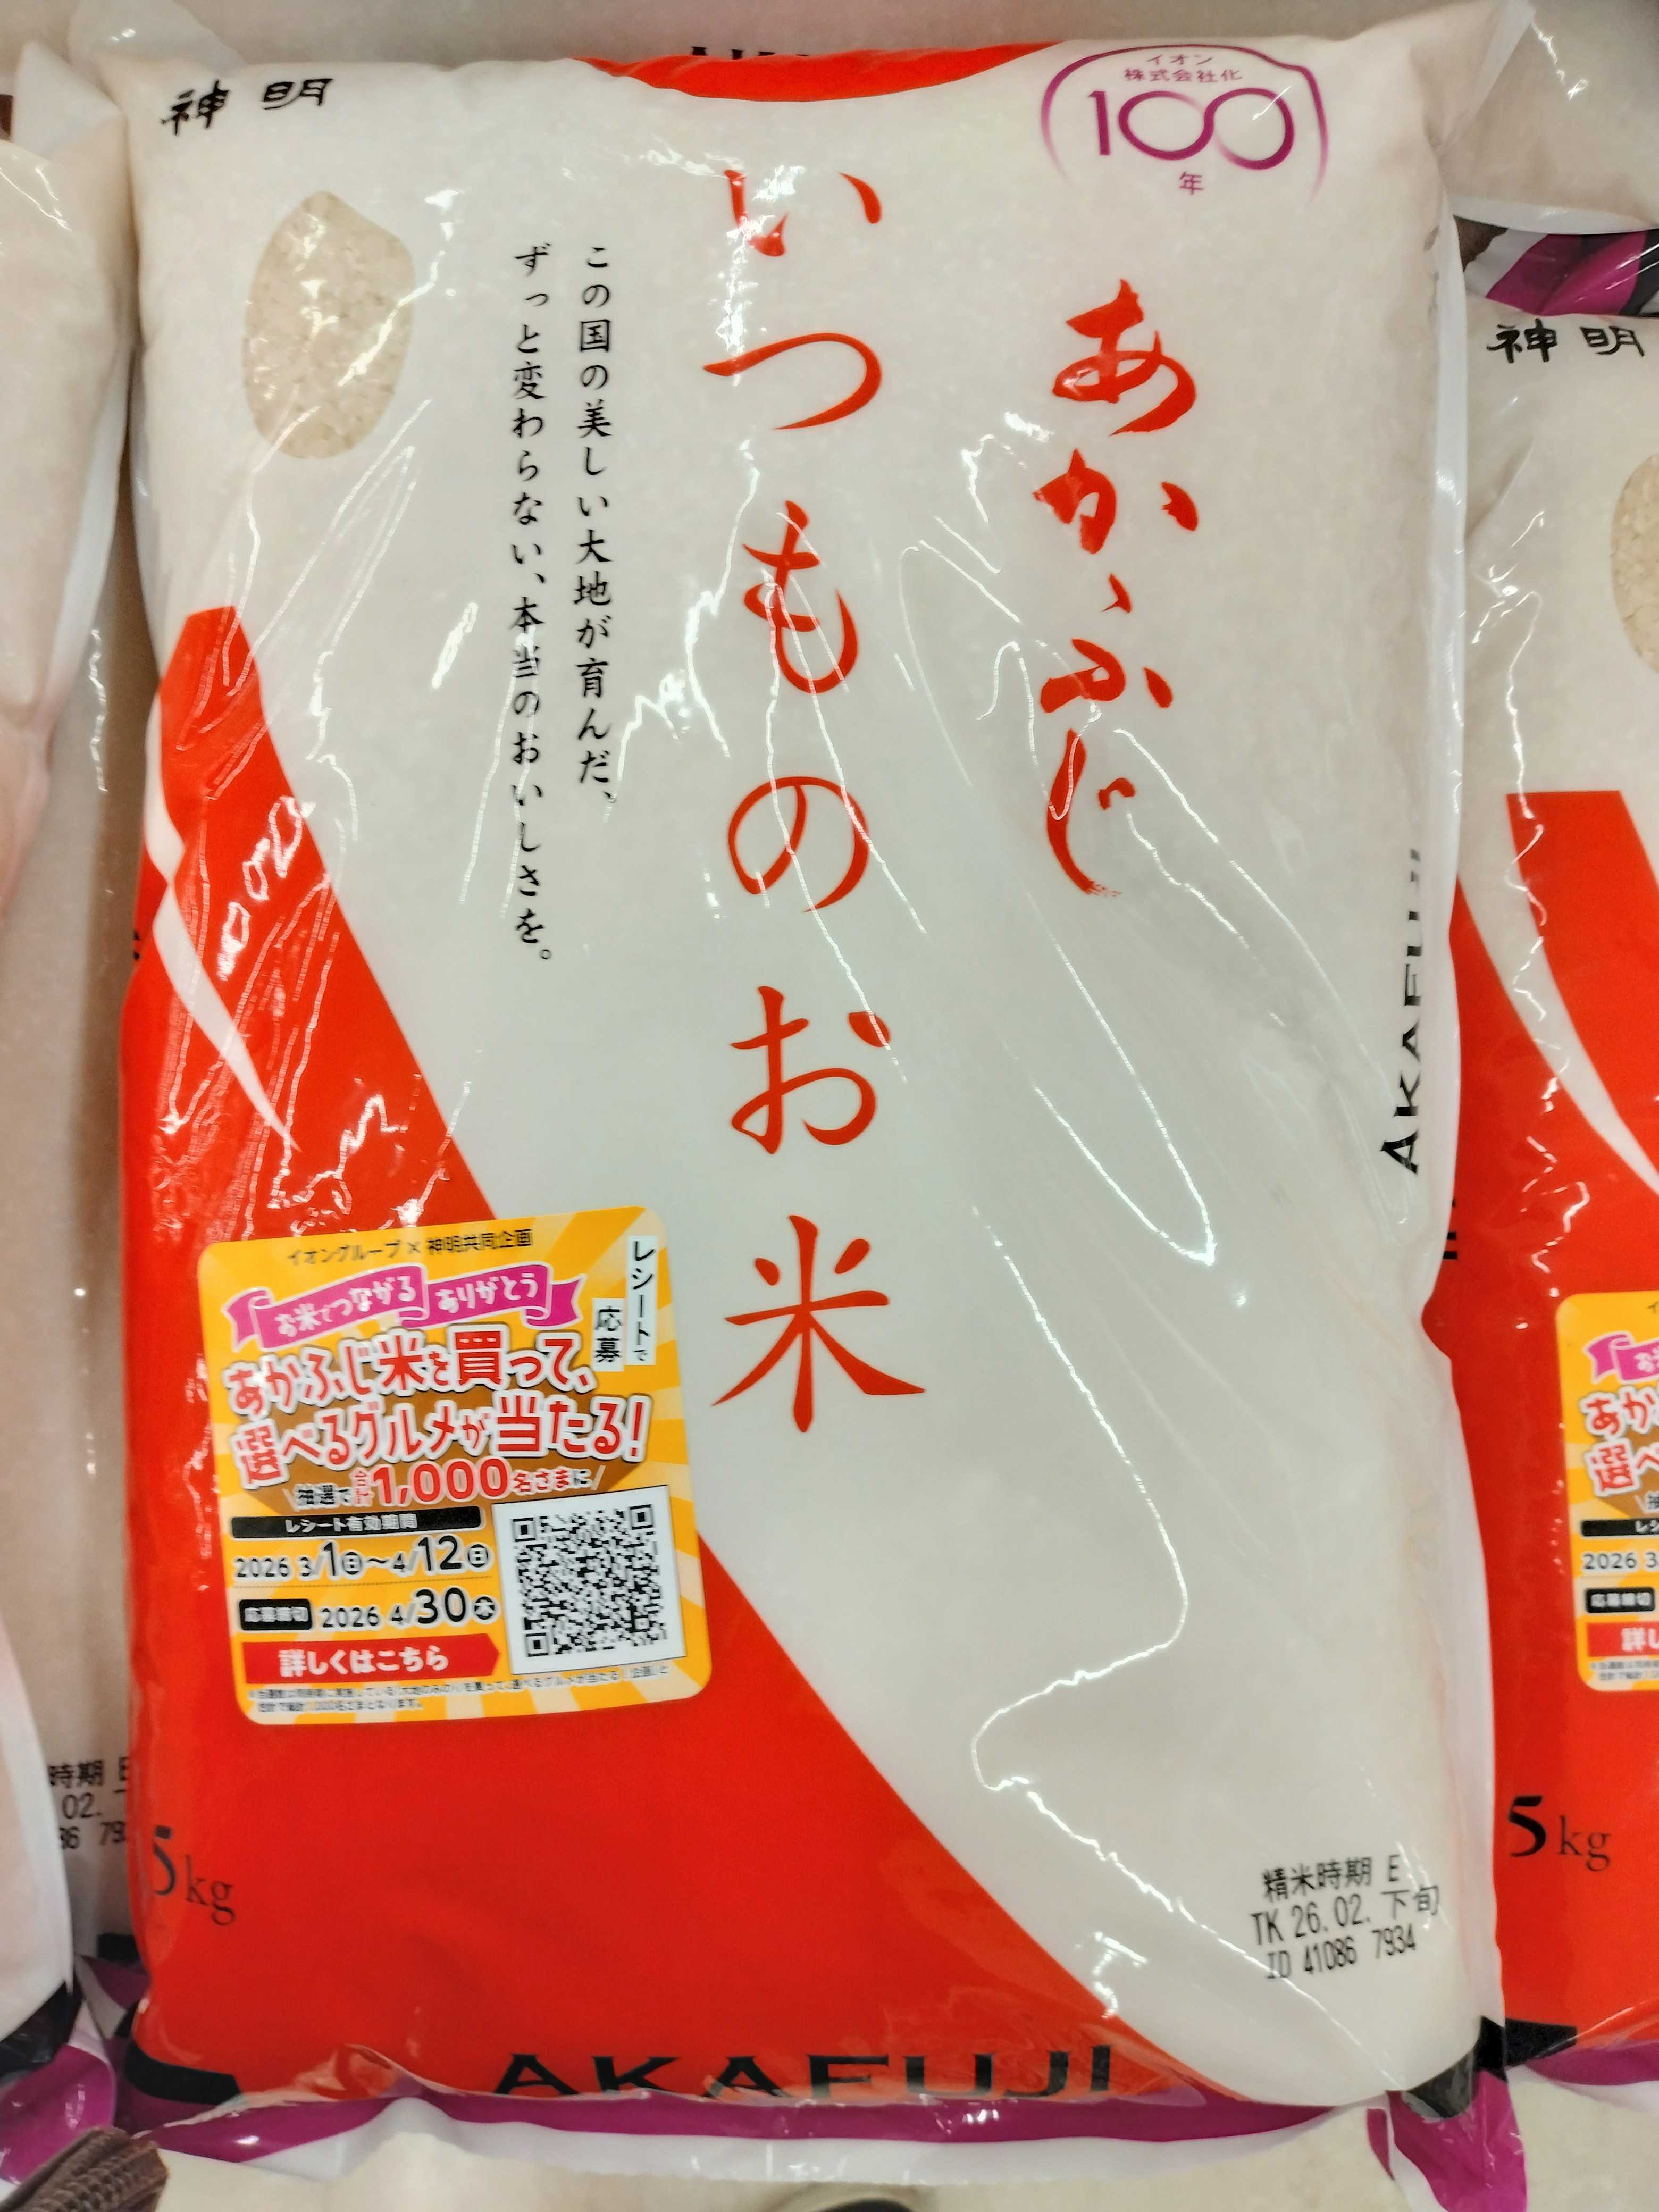 神明
イオン
株式会社化
100
年
あかふじ
いつものお米
この国の美しい大地が育んだ、
ずっと変わらない、本当のおいしさを。
AKAFUJI
イオングループ×神明共同企画
お米でつながる ありがとう
レシートで
応募
あかふじ米を買って、
選べるグルメが当たる!
抽選で合計1,000名さまに
レシート有効期間
2026 3/1日〜4/12日
応募締切 2026 4/30木
詳しくはこちら
5kg
精米時期 E
TK 26.02.下旬
ID 41086 7934
AKAFUJI
神明
5kg